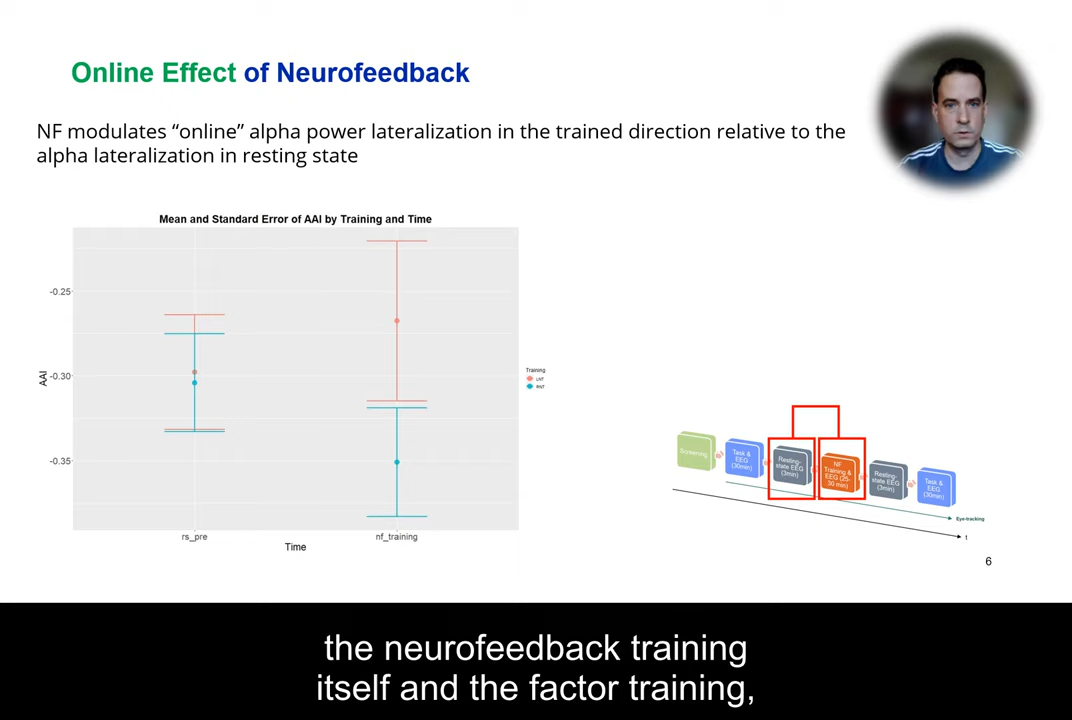 Online Effect of Neurofeedback
NF modulates “online” alpha power lateralization in the trained direction relative to the
alpha lateralization in resting state
Mean and Standard Error of AAI by Training and Time
-0.25
-0.30
-0.35
AAI
rs_pre
nf_training
Time
Training
LNT
RNT
Screening
Task &
EEG
(30min)
Resting-
state EEG
(3min)
NF
Training &
EEG (25-
30 min)
Resting-
state EEG
(3min)
Task &
EEG
(30min)
Eye-tracking
t
6
the neurofeedback training
itself and the factor training,